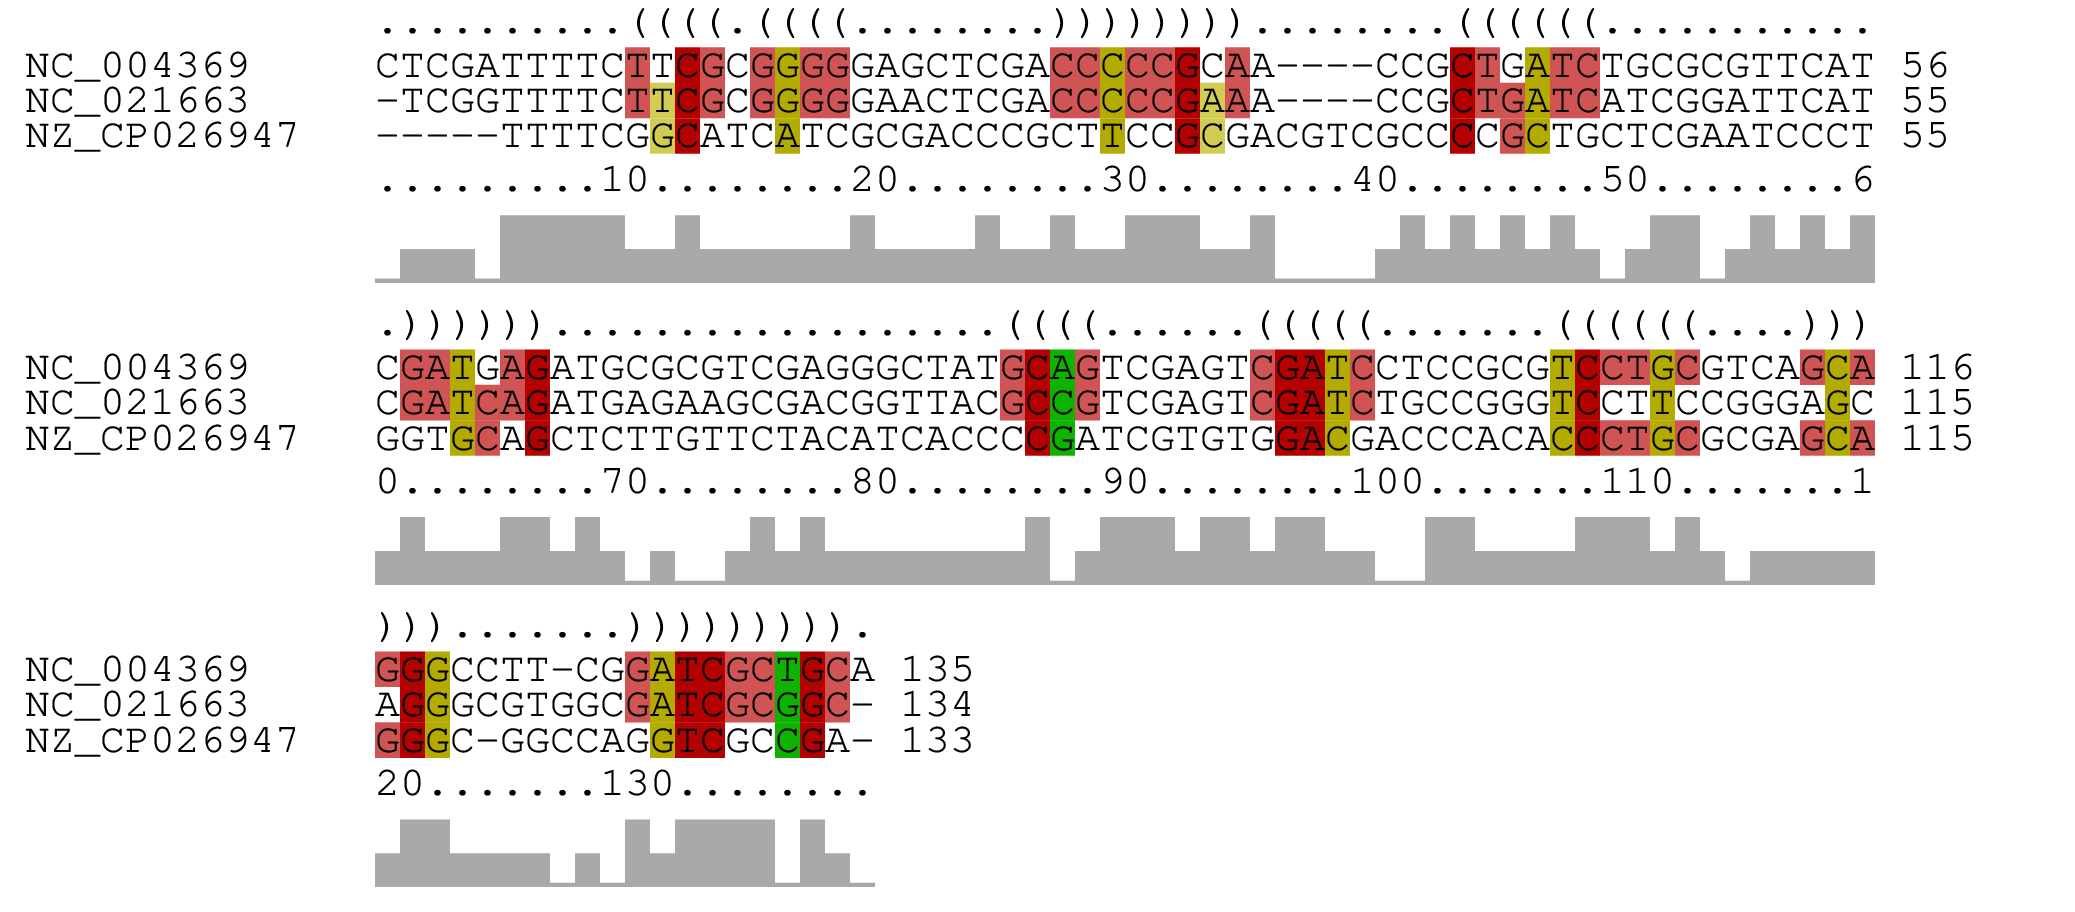 ..........((((.((((........))))))))........((((((...........
NC_004369 CTCGATTTTCTTCGCGGGGGAGCTCGACCCCCGCAA----CCGCTGATCTGCGCGTTCAT 56
NC_021663 -TCGGTTTTCTTCGCGGGGGAACTCGACCCCCGAAA----CCGCTGATCATCGGATTCAT 55
NZ_CP026947 -----TTTTCGGCATCATCGCGACCCGCTTCCGCGACGTCGCCCCGCTGCTCGAATCCCT 55
.........10........20........30........40........50........6
.))))))..................((((......(((((.......((((((....)))
NC_004369 CGATGAGATGCGCGTCGAGGGCTATGCAGTCGAGTCGATCCTCCGCGTCCTGCGTCAGCA 116
NC_021663 CGATCAGATGAGAAGCGACGGTTACGCCGTCGAGTCGATCTGCCGGGTCCTTCCGGGAGC 115
NZ_CP026947 GGTGCAGCTCTTGTTCTACATCACCCCGATCGTGTGGACGACCCACACCCTGCGCGAGCA 115
0........70........80........90........100.......110.......1
))).......))))))))).
NC_004369 GGGCCTT-CGGATCGCTGCA 135
NC_021663 AGGGCGTGGCGATCGCGGC- 134
NZ_CP026947 GGGC-GGCCAGGTCGCCGA- 133
20.......130........